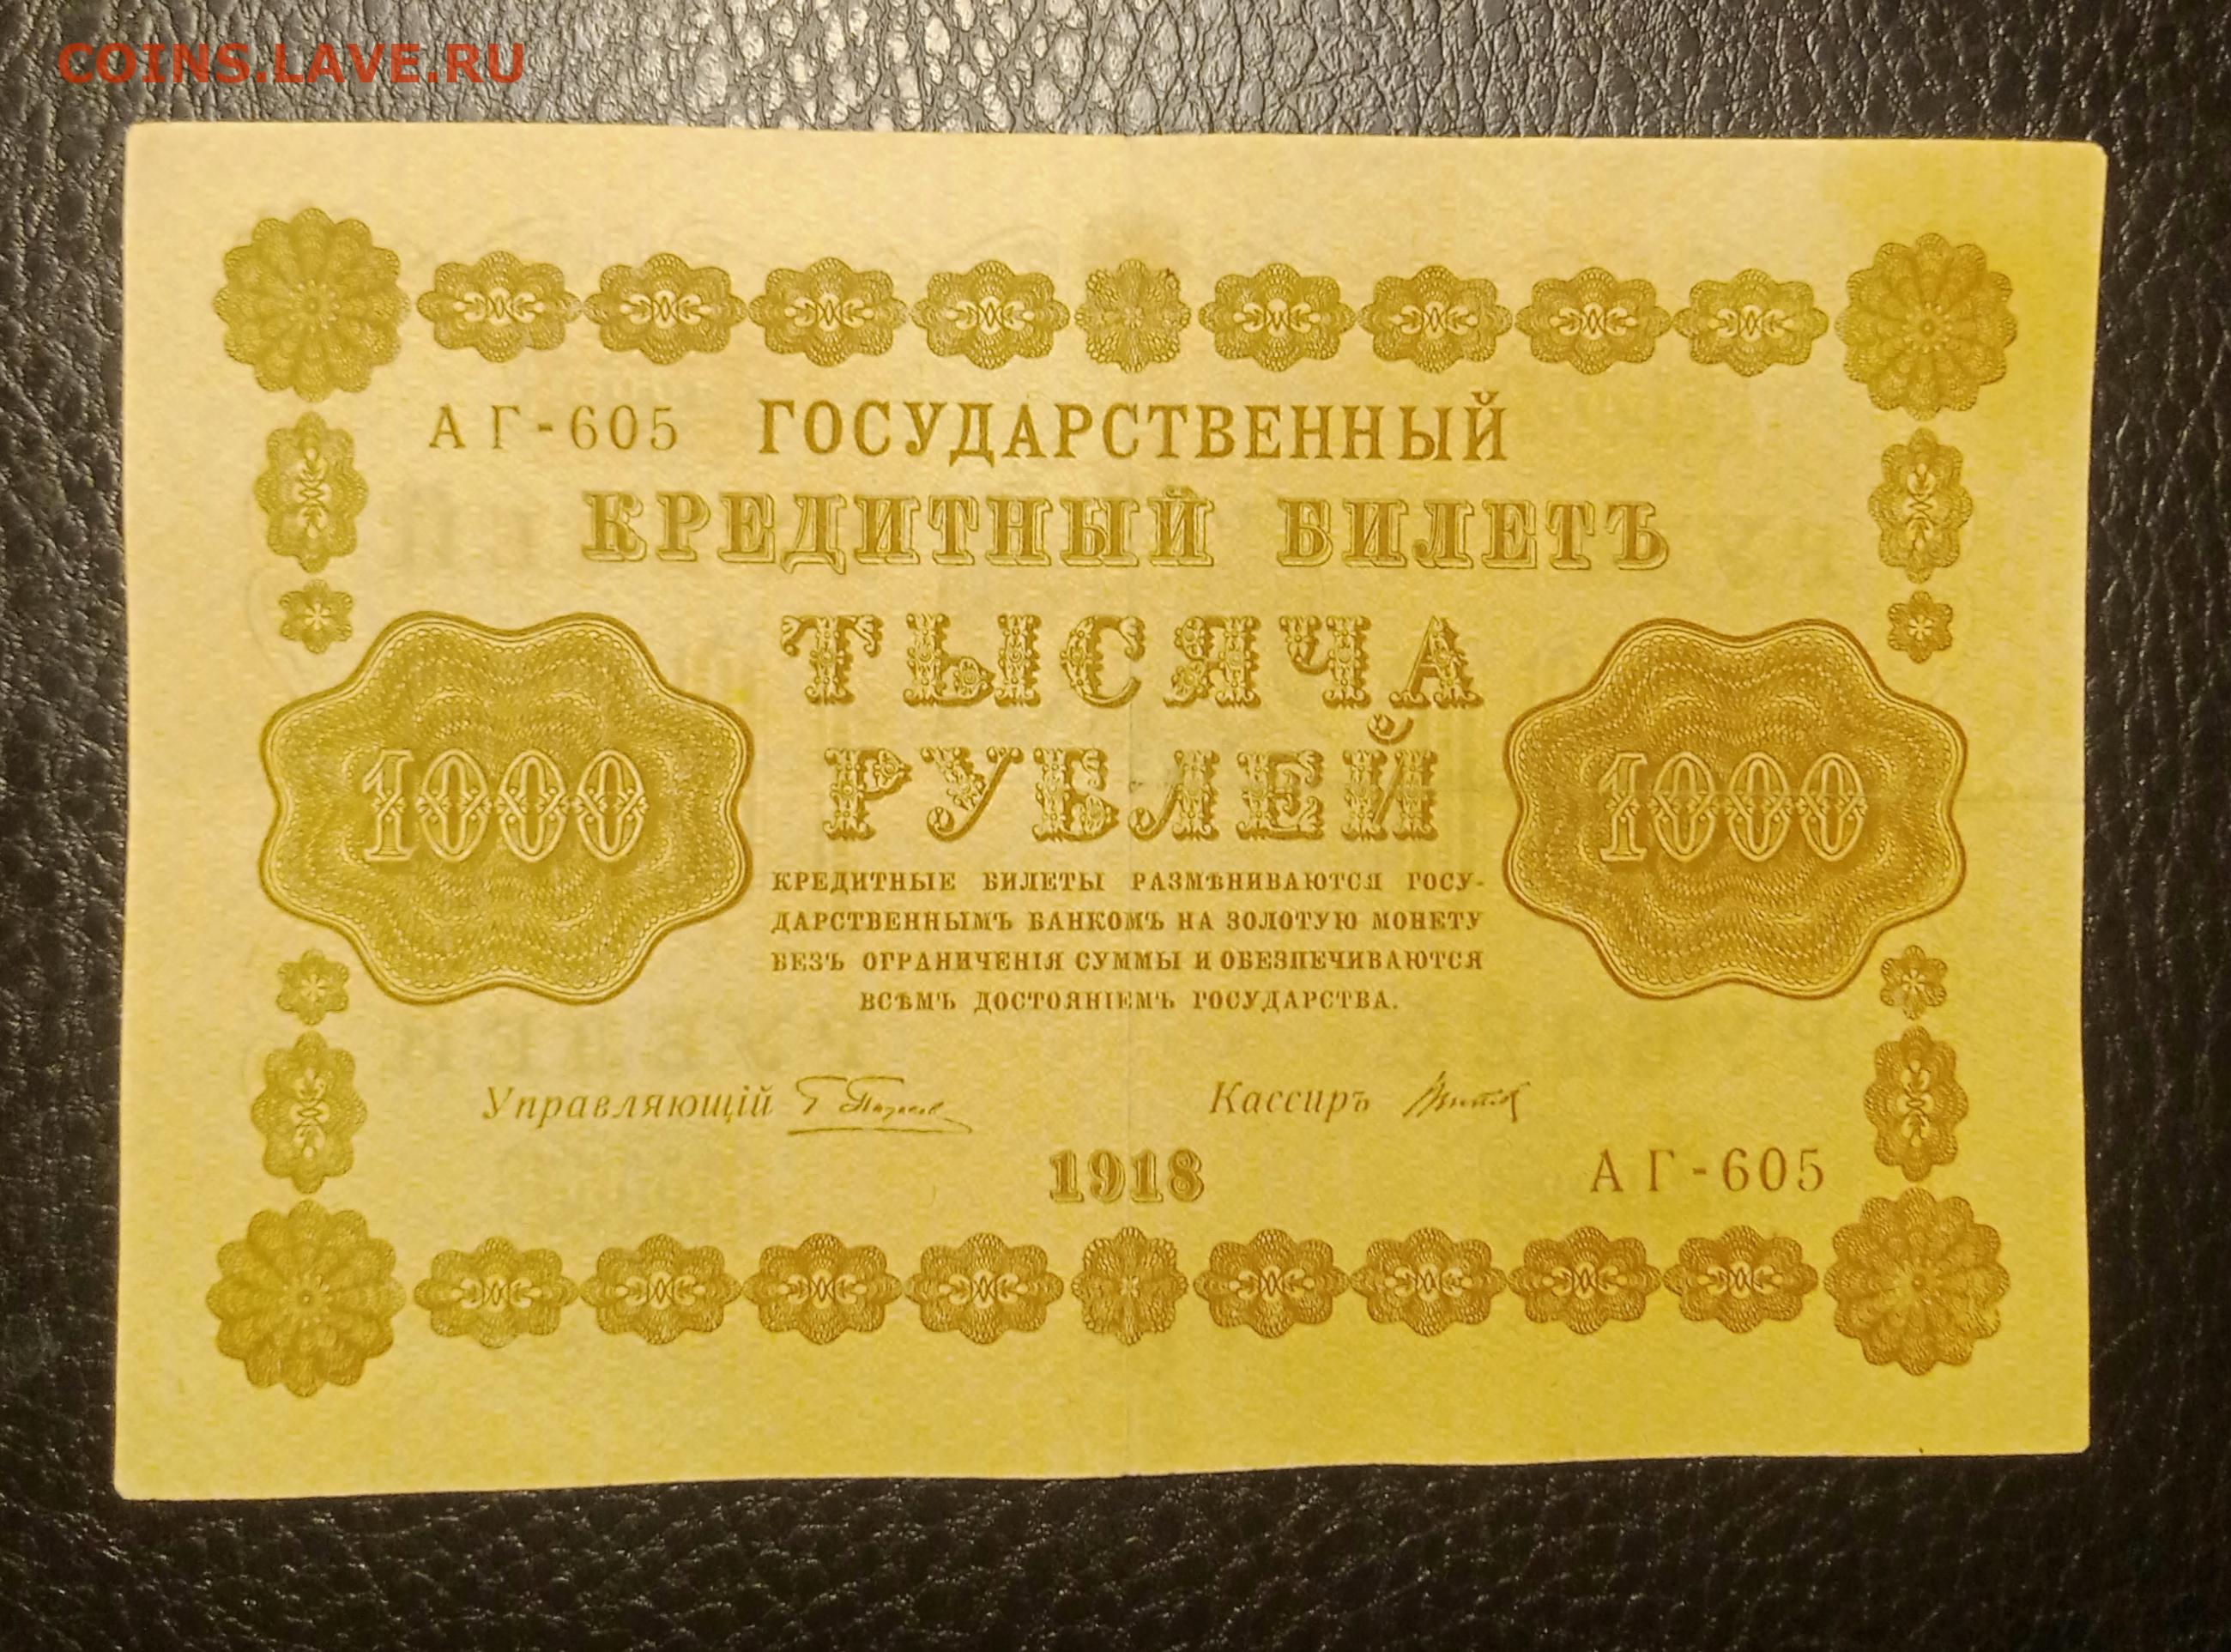 COINS.LAVE.RU
АГ-605 ГОСУДАРСТВЕННЫЙ
КРЕДИТНЫЙ БИЛЕТЪ
ТЫСЯЧА
РУБЛЕЙ
1000
1000
КРЕДИТНЫЕ БИЛЕТЫ РАЗМѢНИВАЮТСЯ ГОСУ-
ДАРСТВЕННЫМЪ БАНКОМЪ НА ЗОЛОТУЮ МОНЕТУ
БЕЗЪ ОГРАНИЧЕНІЯ СУММЫ И ОБЕЗПЕЧИВАЮТСЯ
ВСѢМЪ ДОСТОЯНІЕМЪ ГОСУДАРСТВА.
Управляющій
Кассиръ
1918
АГ-605